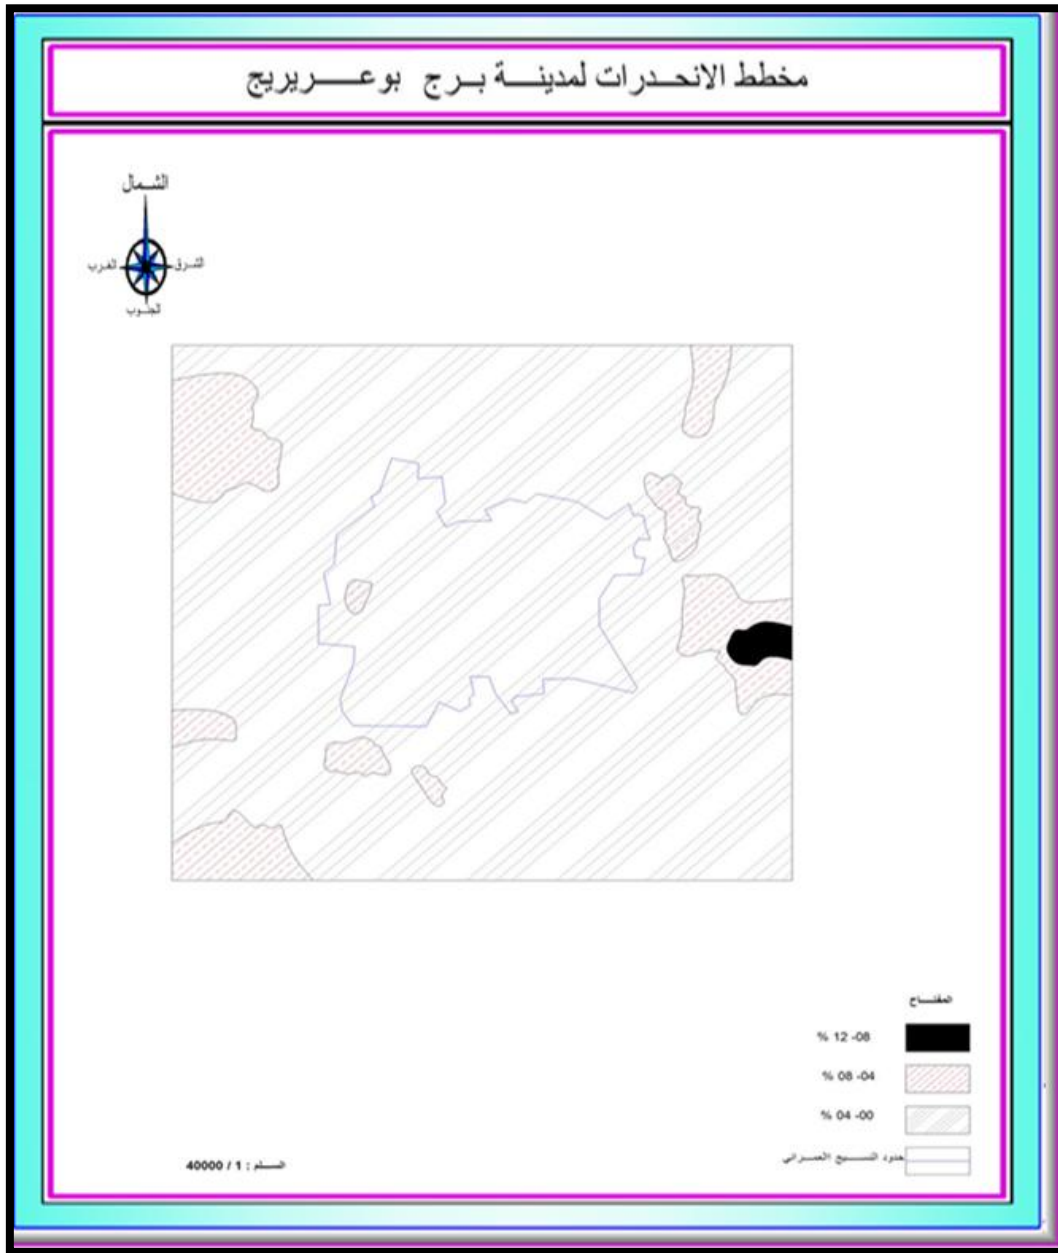 مخطط الانحدرات لمدينة برج بوعريريج
الشمال
الغرب
الشرق
الجنوب
المفتاح
08- 12 %
04- 08 %
00- 04 %
حدود النسيج العمراني
السلم : 1 / 40000